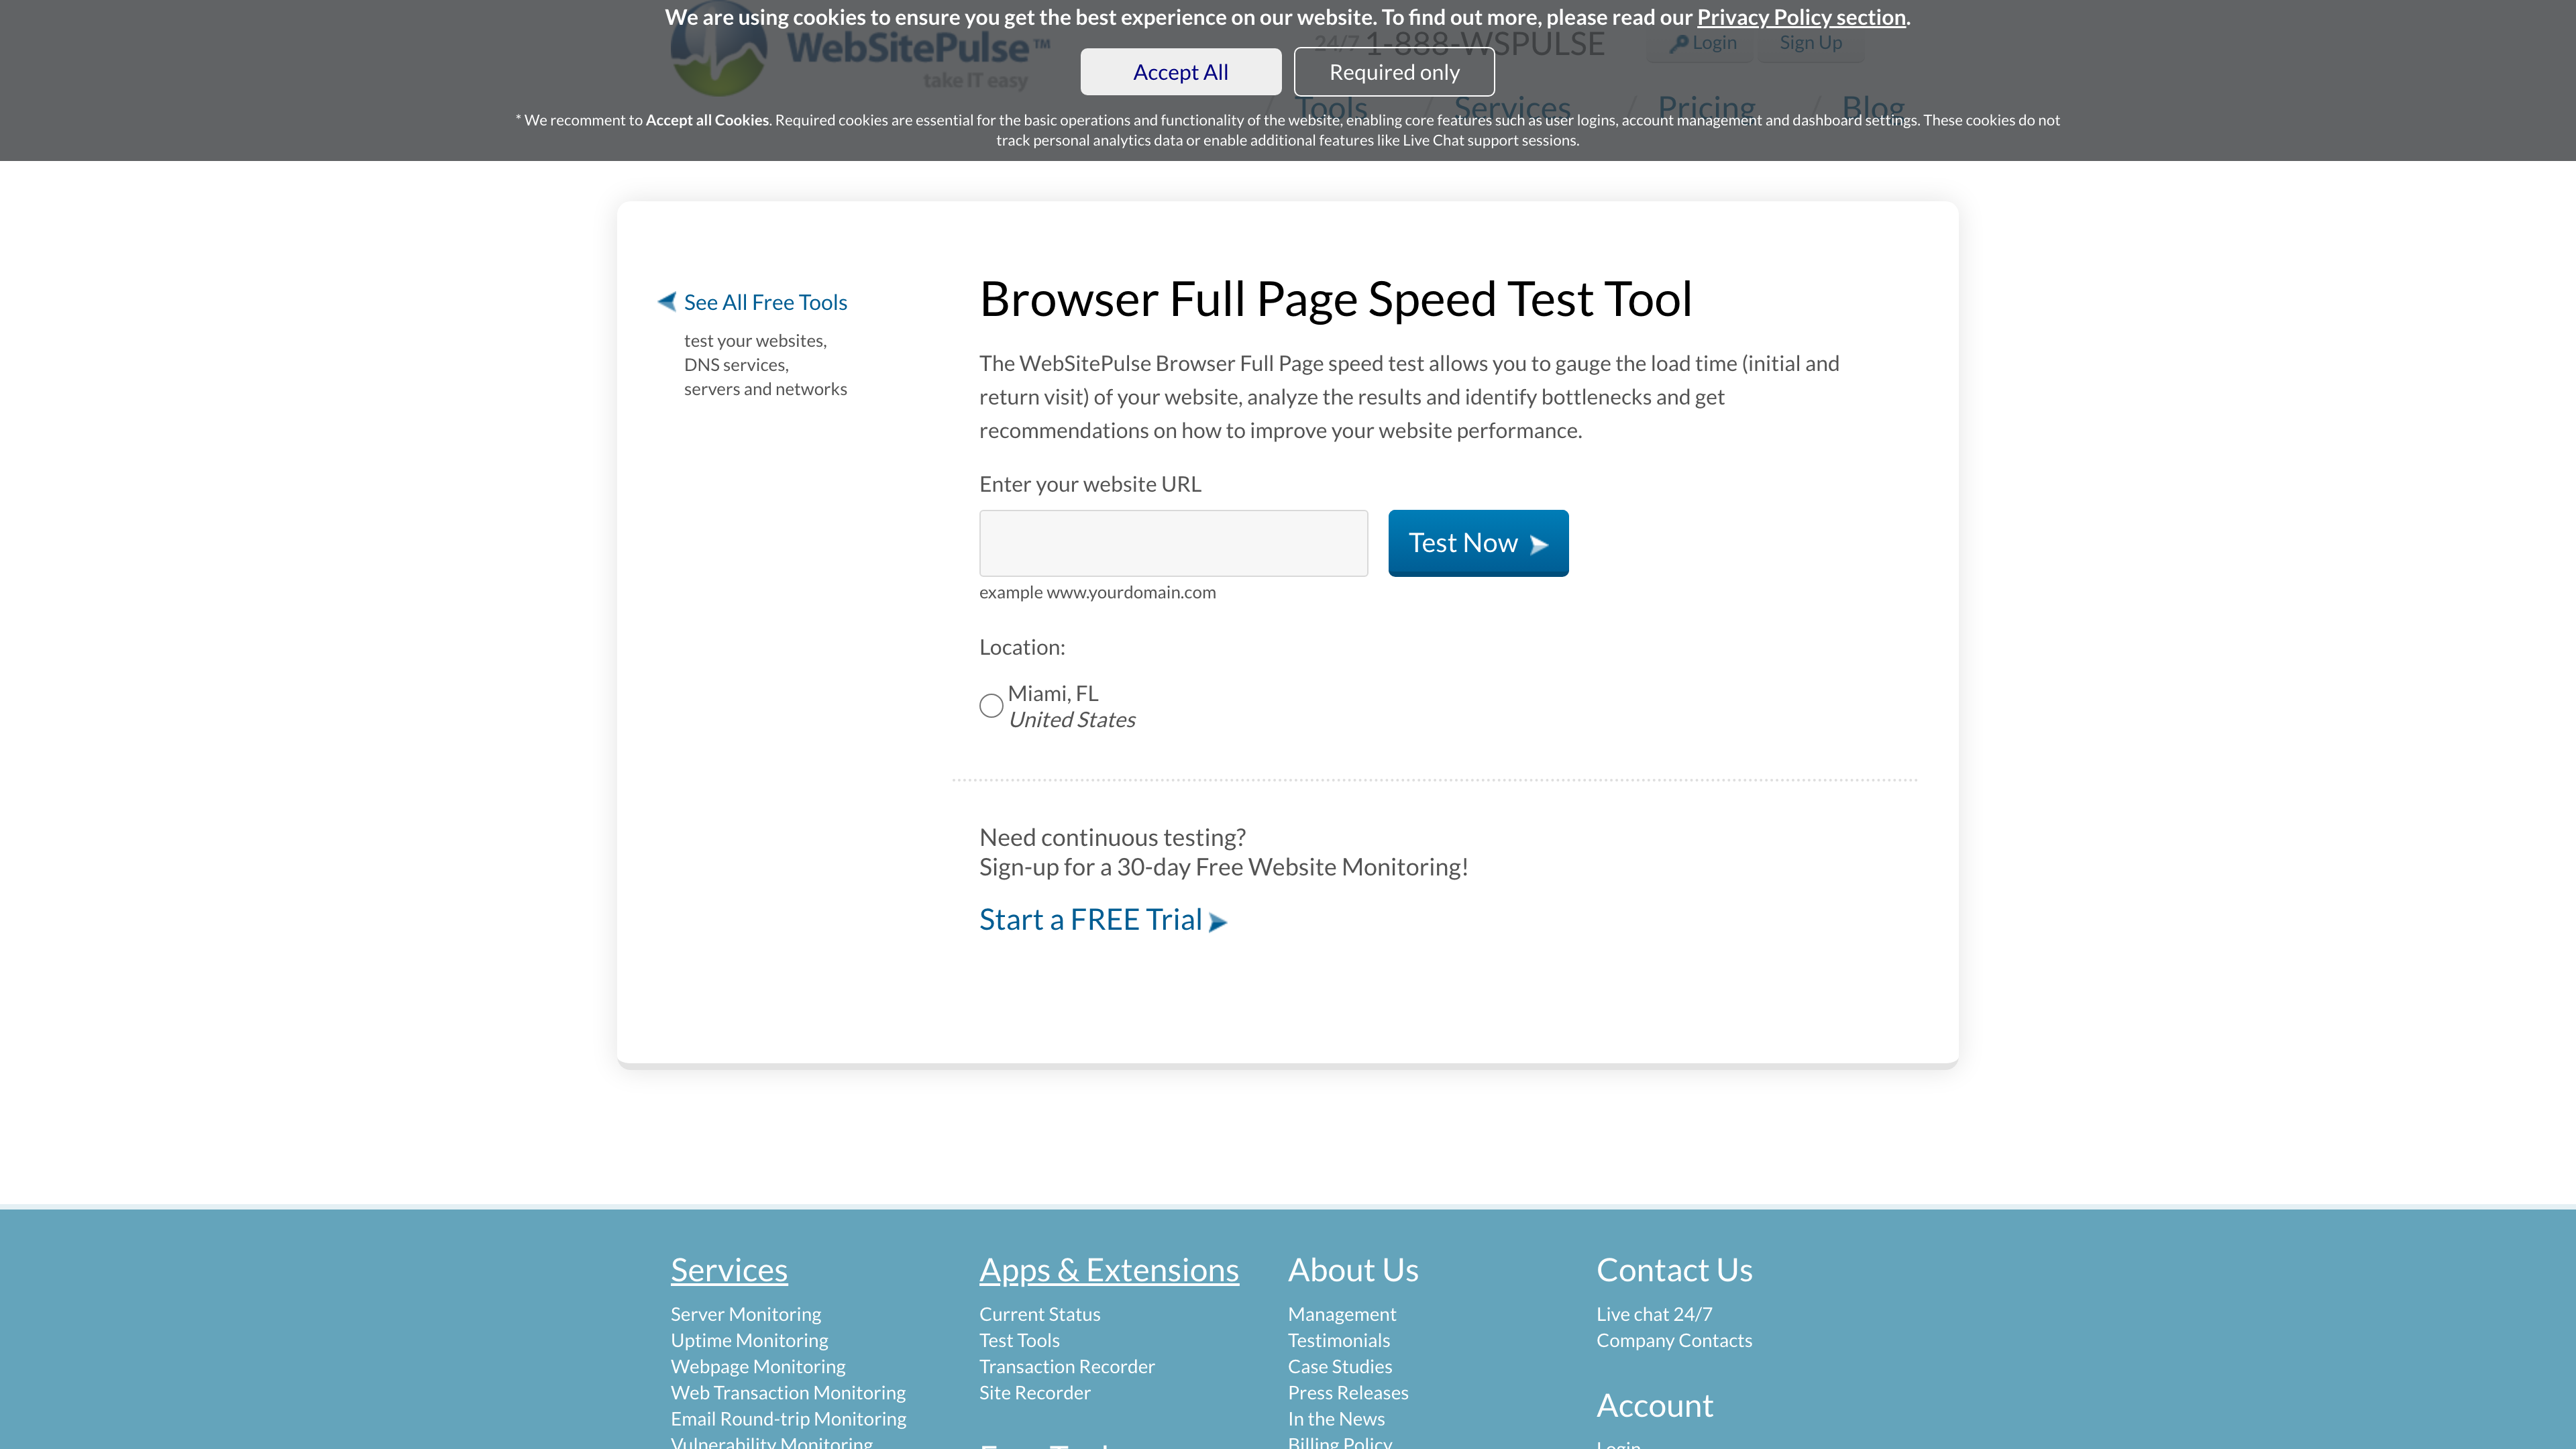 We are using cookies to ensure you get the best experience on our website. To find out more, please read our Privacy Policy section.
WebSitePulse™
take IT easy
24/7 1-888-WSPULSE
Login
Sign Up
Accept All
Required only
/ Tools / Services / Pricing / Blog
* We recomment to Accept all Cookies. Required cookies are essential for the basic operations and functionality of the website, enabling core features such as user logins, account management and dashboard settings. These cookies do not
track personal analytics data or enable additional features like Live Chat support sessions.
See All Free Tools
test your websites,
DNS services,
servers and networks
Browser Full Page Speed Test Tool
The WebSitePulse Browser Full Page speed test allows you to gauge the load time (initial and
return visit) of your website, analyze the results and identify bottlenecks and get
recommendations on how to improve your website performance.
Enter your website URL
Test Now
example www.yourdomain.com
Location:
Miami, FL
United States
Need continuous testing?
Sign-up for a 30-day Free Website Monitoring!
Start a FREE Trial
Services
Server Monitoring
Uptime Monitoring
Webpage Monitoring
Web Transaction Monitoring
Email Round-trip Monitoring
Vulnerability Monitoring
Apps & Extensions
Current Status
Test Tools
Transaction Recorder
Site Recorder
About Us
Management
Testimonials
Case Studies
Press Releases
In the News
Billing Policy
Contact Us
Live chat 24/7
Company Contacts
Account
Login